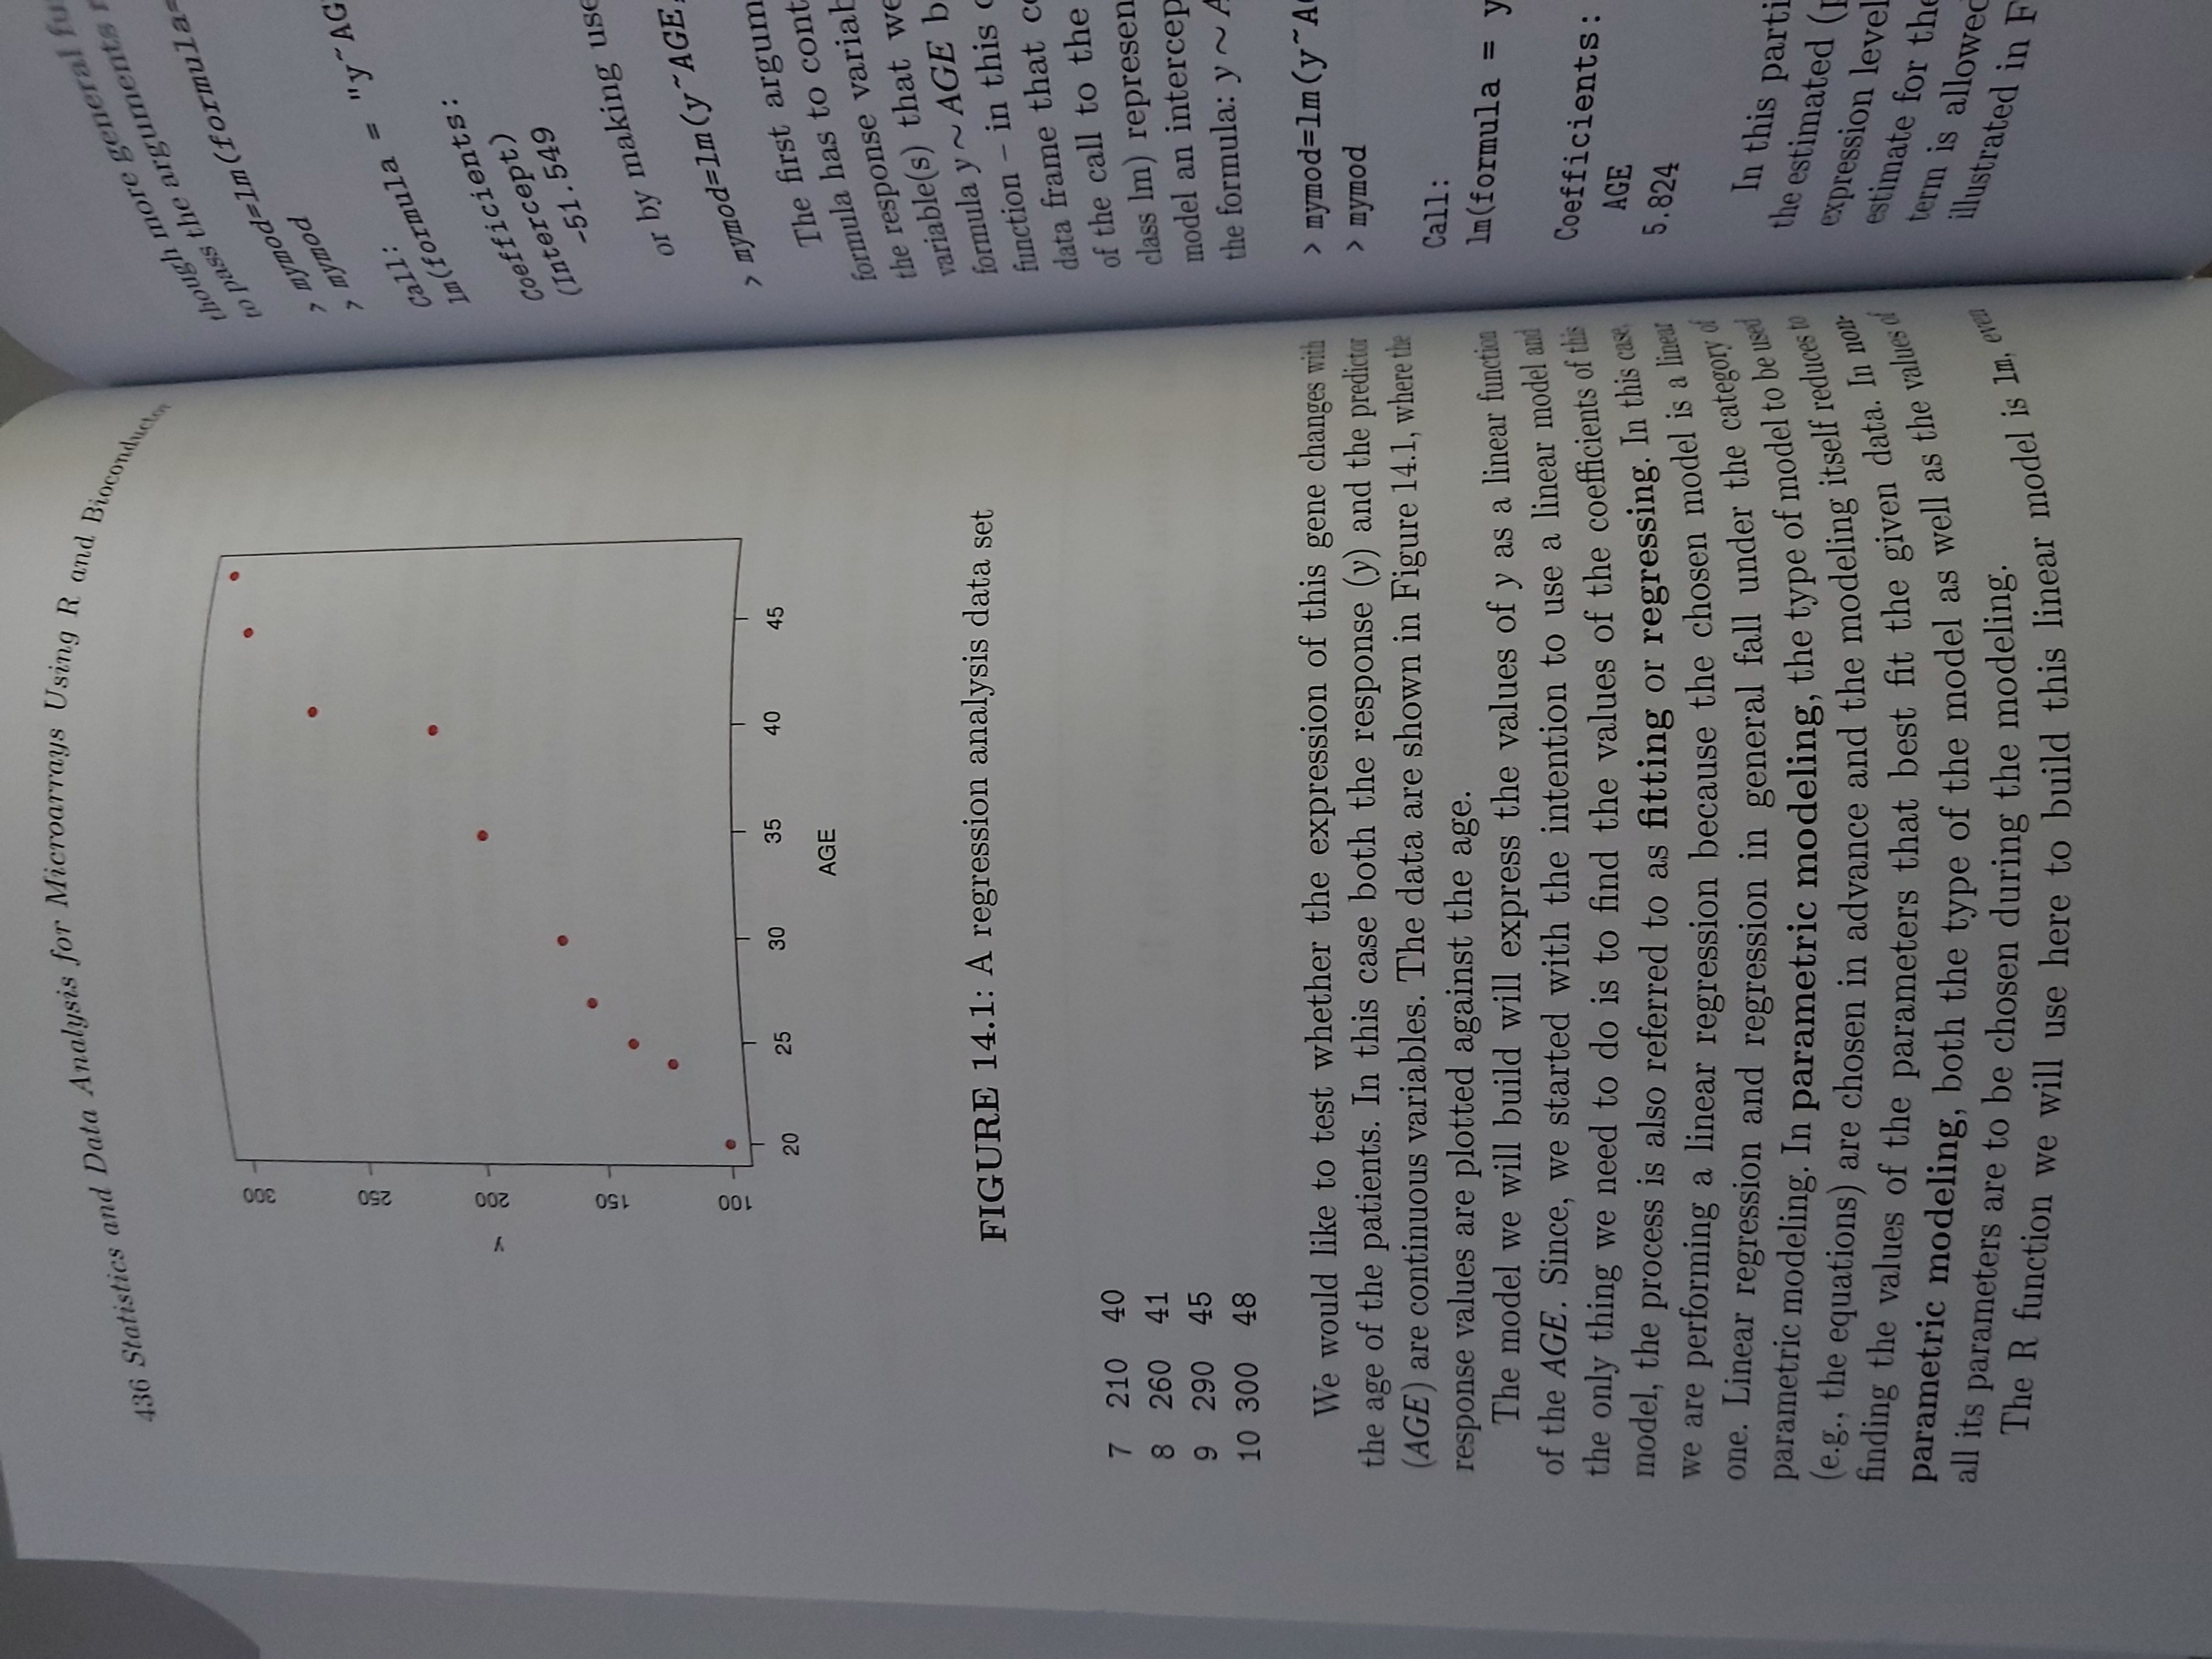 436 Statistics and Data Analysis for Microarrays Using R and Bioconductor
300
250
200
150
100
y
20 25 30 35 40 45
AGE
FIGURE 14.1: A regression analysis data set
7 210 40
8 260 41
9 290 45
10 300 48
We would like to test whether the expression of this gene changes with
the age of the patients. In this case both the response (y) and the predictor
(AGE) are continuous variables. The data are shown in Figure 14.1, where the
response values are plotted against the age.
The model we will build will express the values of y as a linear function
of the AGE. Since, we started with the intention to use a linear model and
the only thing we need to do is to find the values of the coefficients of this
model, the process is also referred to as fitting or regressing. In this case,
we are performing a linear regression because the chosen model is a linear
one. Linear regression and regression in general fall under the category of
parametric modeling. In parametric modeling, the type of model to be used
(e.g., the equations) are chosen in advance and the modeling itself reduces to
finding the values of the parameters that best fit the given data. In non-
parametric modeling, both the type of the model as well as the values of
all its parameters are to be chosen during the modeling.
The R function we will use here to build this linear model is lm, even
though more general
to pass the arguments
> mymod=lm(formula=
> mymod
Call:
lm(formula = "y~AG
Coefficients:
(Intercept)
-51.549
or by making use
> mymod=lm(y~AGE,
The first argum
formula has to cont
the response variab
variable(s) that we
formula y ~ AGE b
function – in this
data frame that
of the call to the
class lm) represen
model an intercep
the formula: y ~ A
> mymod=lm(y~A
> mymod
Call:
lm(formula = y
Coefficients:
AGE
5.824
In this parti
the estimated (
expression level
estimate for the
term is allowed
illustrated in F